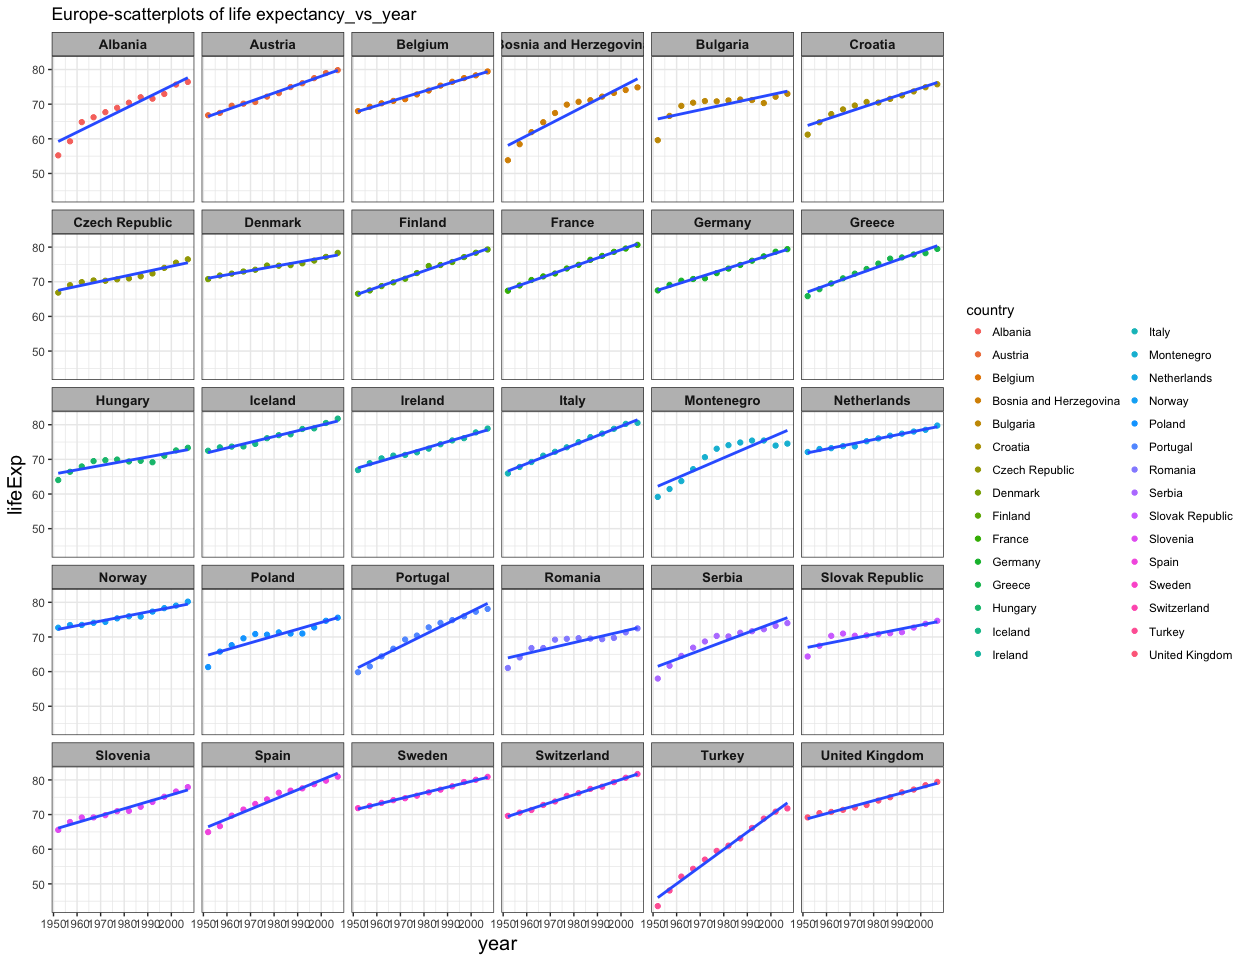 Europe-scatterplots of life expectancy_vs_year
Albania Austria Belgium Bosnia and Herzegovin Bulgaria Croatia
80
70
60
50
Czech Republic Denmark Finland France Germany Greece
80
70
60
50
Hungary Iceland Ireland Italy Montenegro Netherlands
80
70
60
50
Norway Poland Portugal Romania Serbia Slovak Republic
80
70
60
50
Slovenia Spain Sweden Switzerland Turkey United Kingdom
80
70
60
50
1950 1960 1970 1980 1990 2000 1950 1960 1970 1980 1990 2000 1950 1960 1970 1980 1990 2000 1950 1960 1970 1980 1990 2000 1950 1960 1970 1980 1990 2000 1950 1960 1970 1980 1990 2000
year
lifeExp
country
Albania
Austria
Belgium
Bosnia and Herzegovina
Bulgaria
Croatia
Czech Republic
Denmark
Finland
France
Germany
Greece
Hungary
Iceland
Ireland
Italy
Montenegro
Netherlands
Norway
Poland
Portugal
Romania
Serbia
Slovak Republic
Slovenia
Spain
Sweden
Switzerland
Turkey
United Kingdom